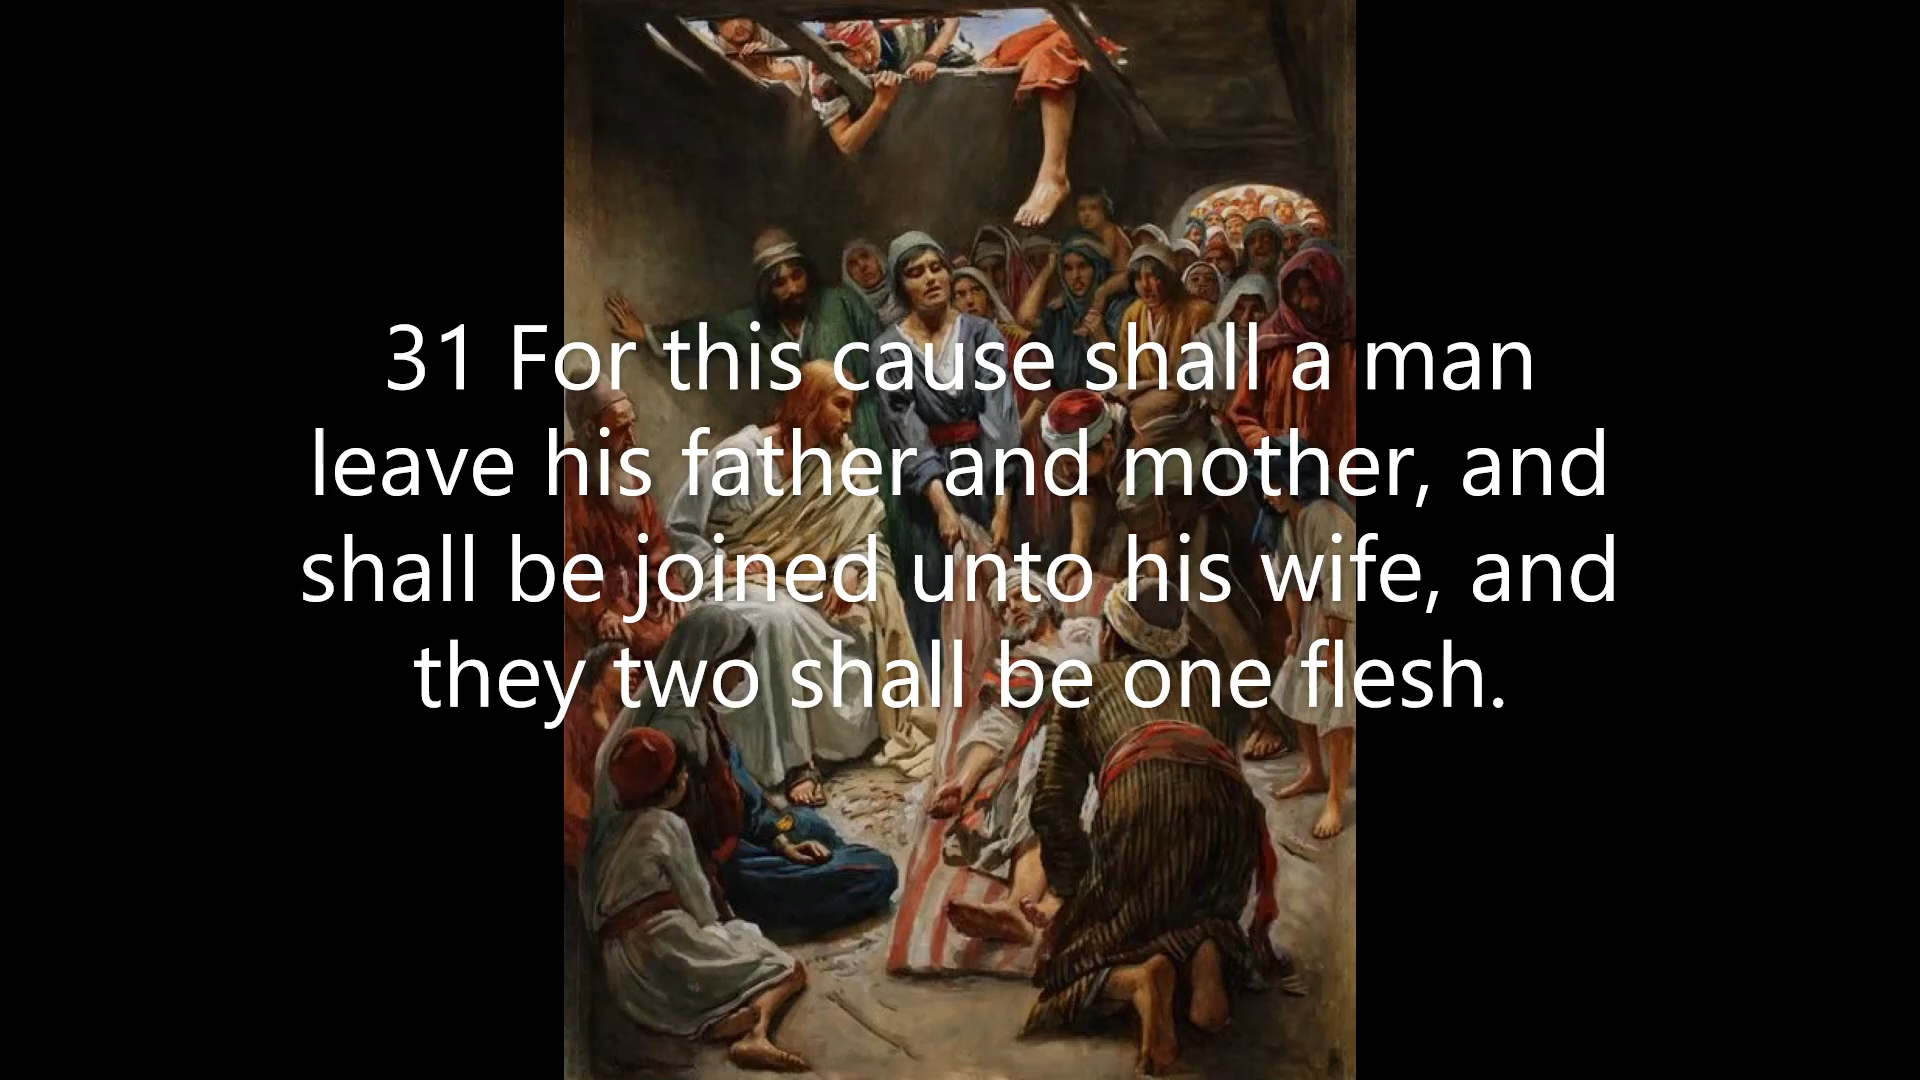 31 For this cause shall a man
leave his father and mother, and
shall be joined unto his wife, and
they two shall be one flesh.